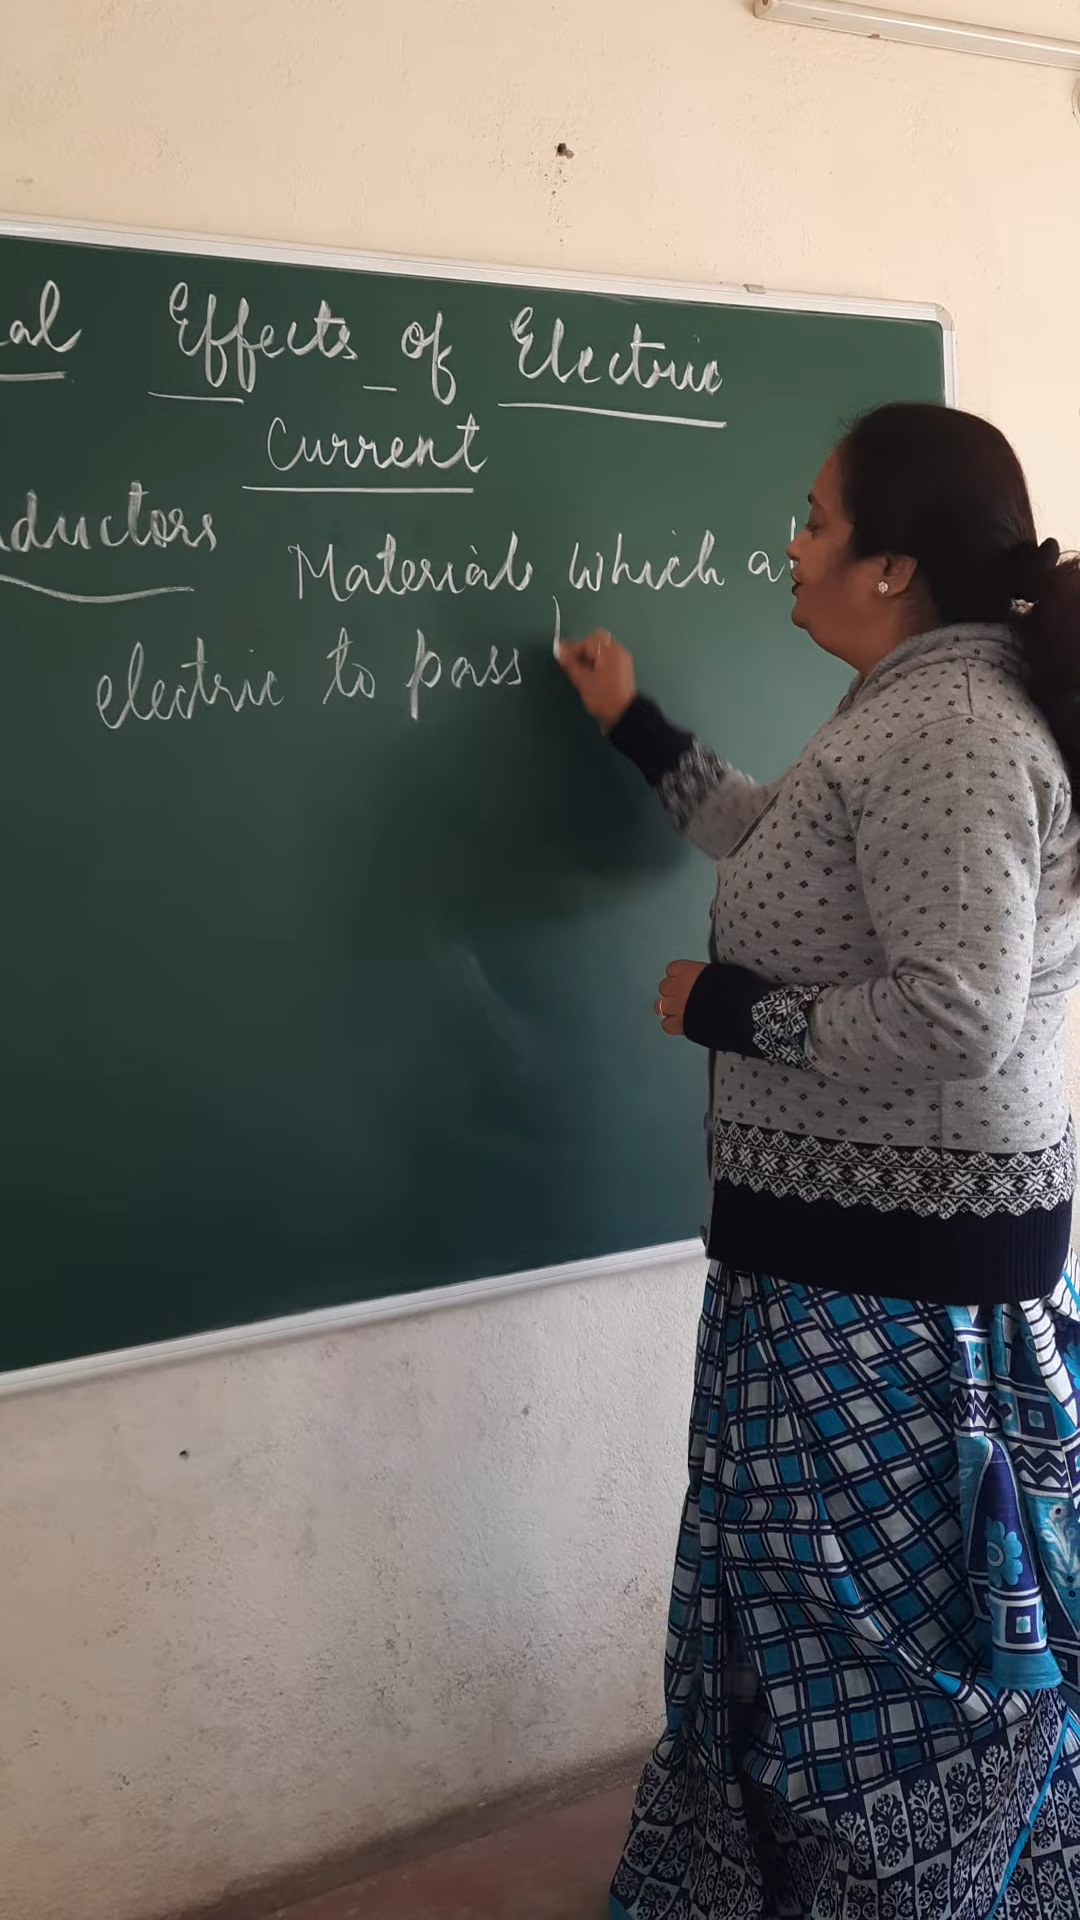 al Effects of Electric
Current
ductors Material which a
electric to pass